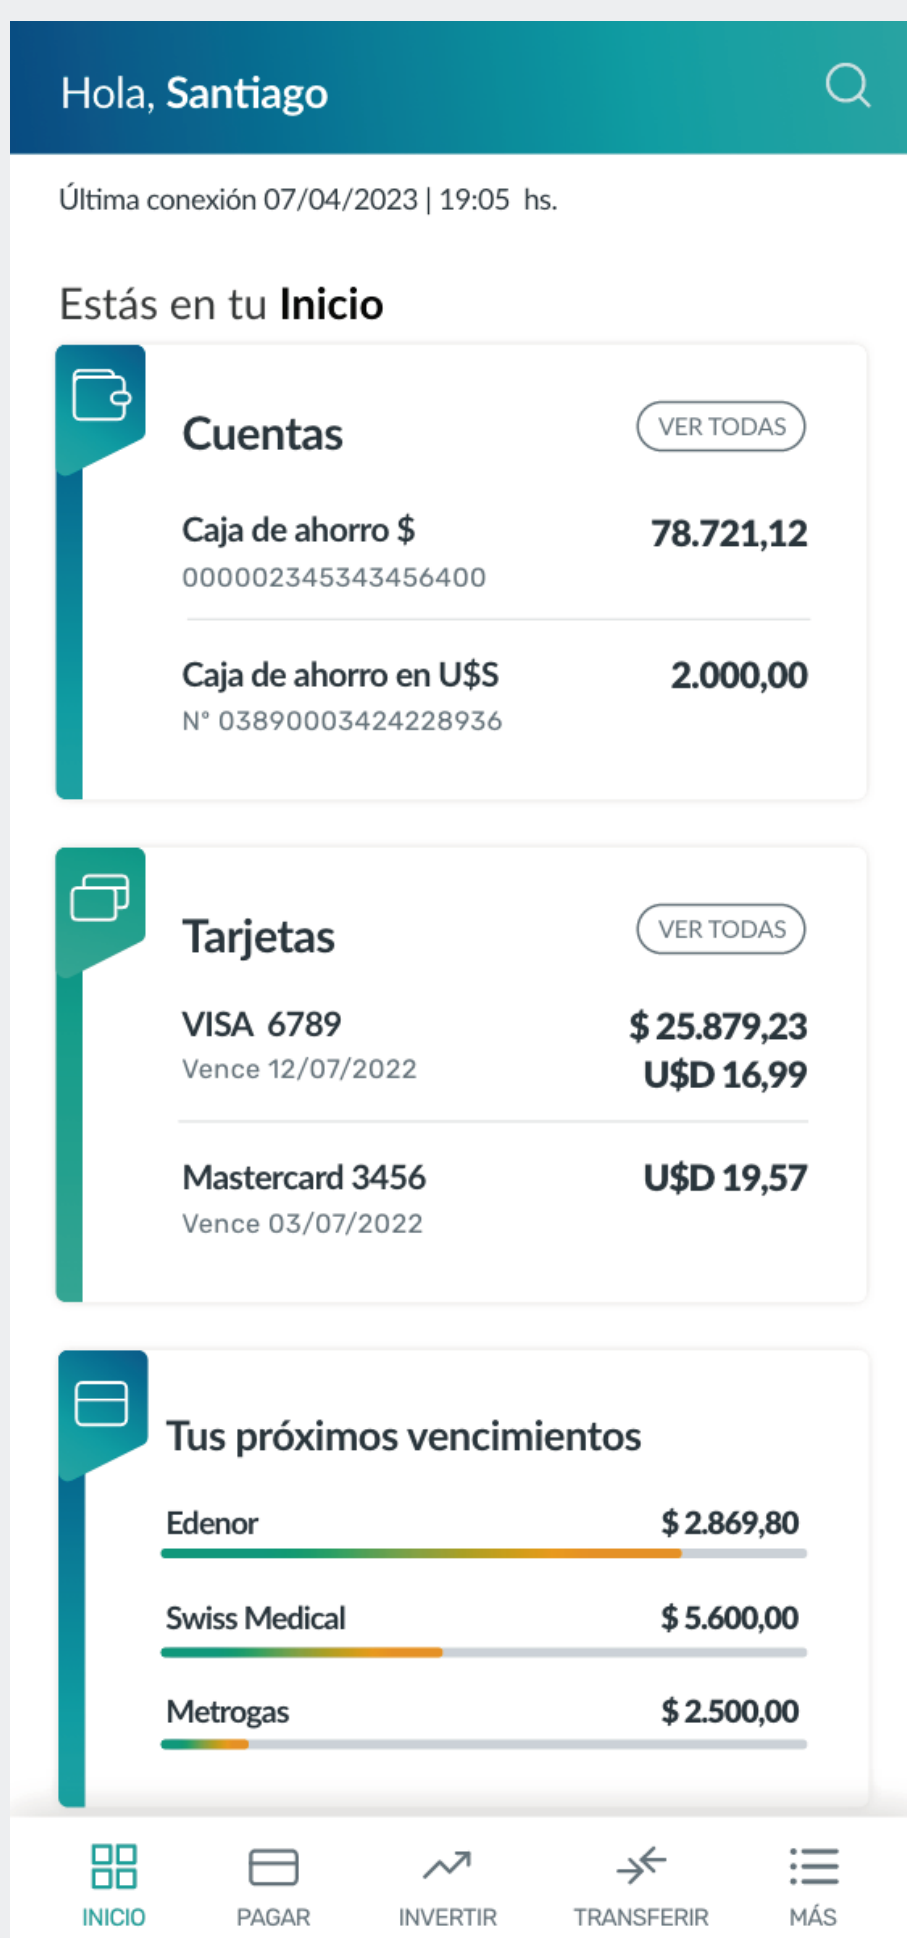 Hola, Santiago
Última conexión 07/04/2023 | 19:05 hs.
Estás en tu Inicio
Cuentas
VER TODAS
Caja de ahorro $
78.721,12
000002345343456400
Caja de ahorro en U$S
2.000,00
N° 03890003424228936
Tarjetas
VER TODAS
VISA 6789
$ 25.879,23
Vence 12/07/2022
U$D 16,99
Mastercard 3456
U$D 19,57
Vence 03/07/2022
Tus próximos vencimientos
Edenor
$ 2.869,80
Swiss Medical
$ 5.600,00
Metrogas
$ 2.500,00
INICIO
PAGAR
INVERTIR
TRANSFERIR
MÁS